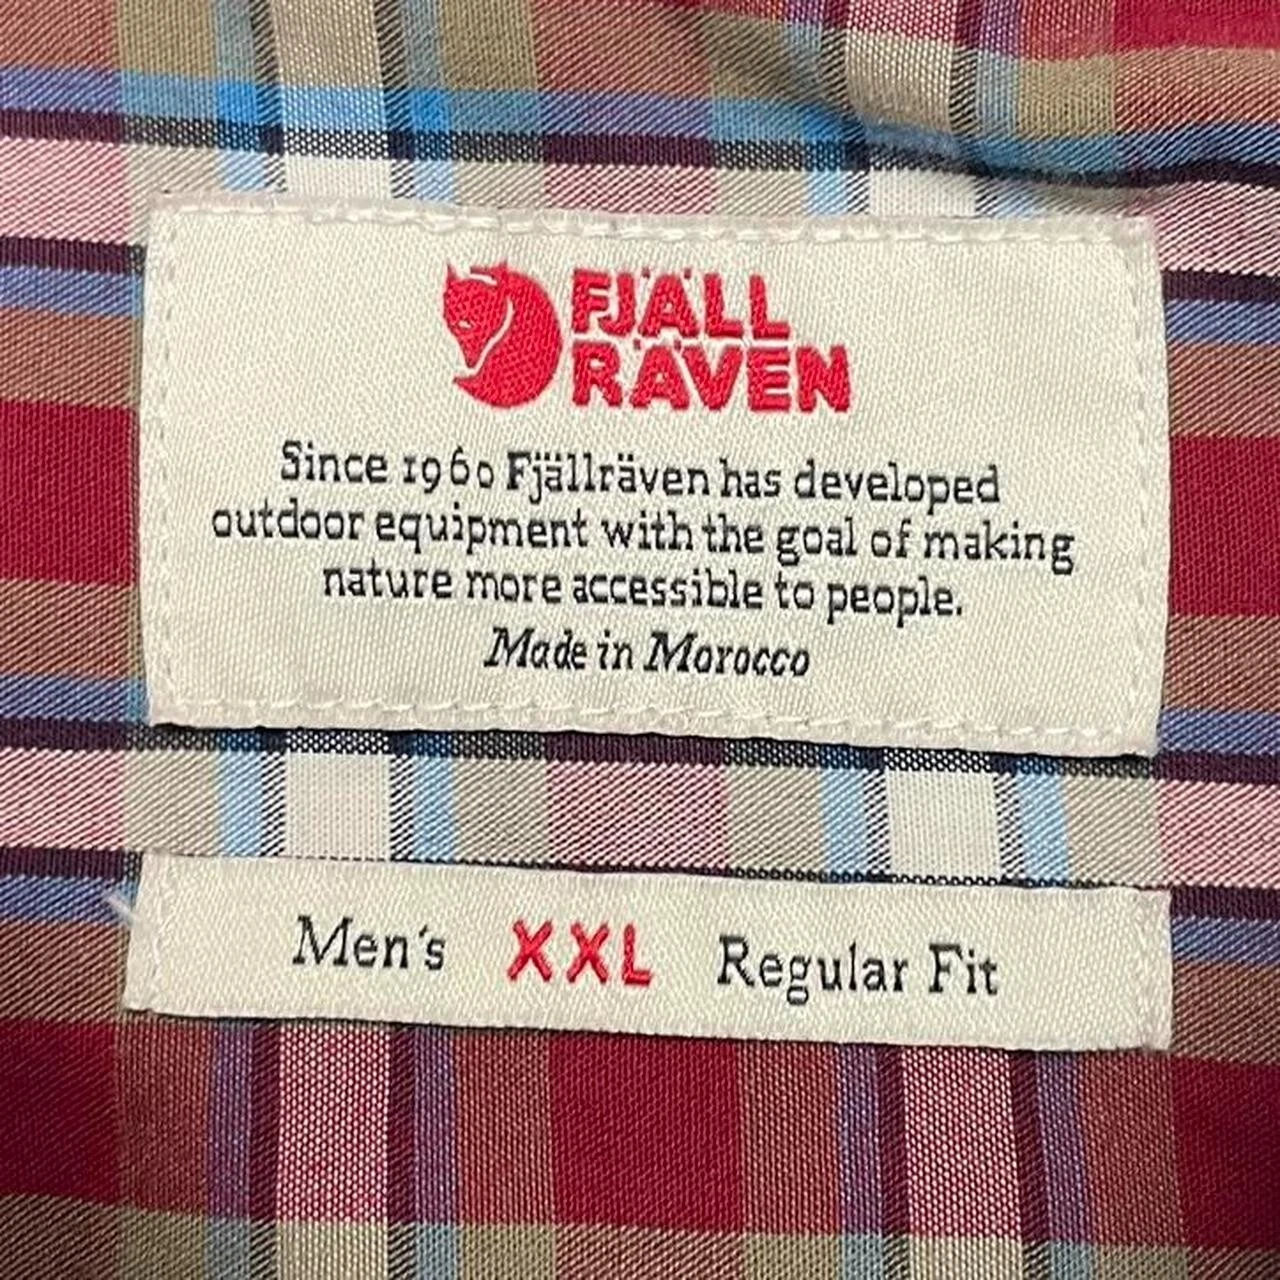 FJÄLL
RÄVEN
Since 1960 Fjällräven has developed
outdoor equipment with the goal of making
nature more accessible to people.
Made in Morocco
Men's XXL Regular Fit